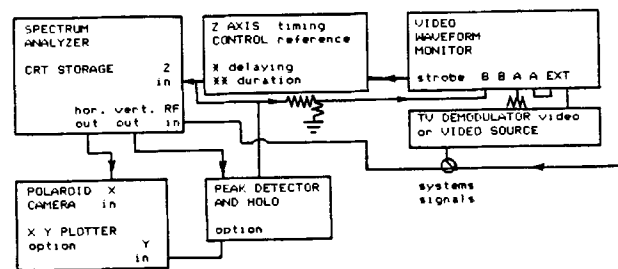 SPECTRUM
ANALYZER
CRT STORAGE Z
in
hor. vert. RF
out out in
Z AXIS timing
CONTROL reference
* delaying
** duration
VIDEO
WAVEFORM
MONITOR
strobe B B A A EXT
TV DEMODULATOR video
or VIDEO SOURCE
systems
signals
POLAROID X
CAMERA in
X Y PLOTTER
option Y
in
PEAK DETECTOR
AND HOLO
option